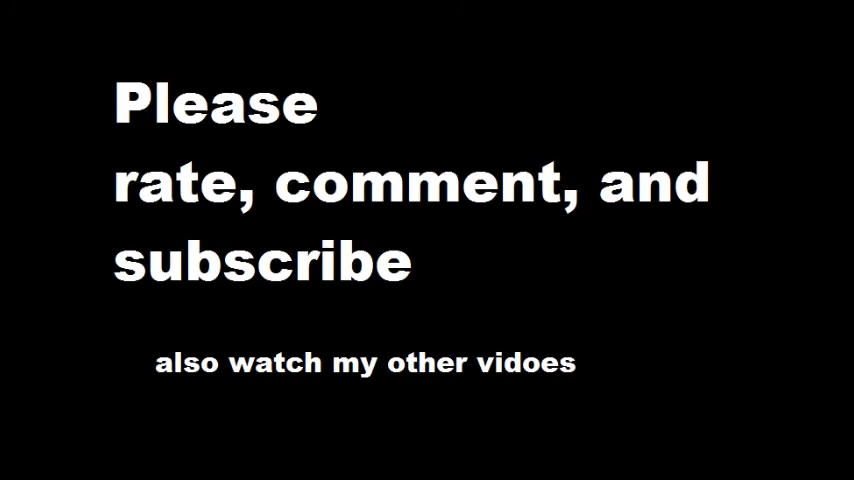 Please
rate, comment, and
subscribe
also watch my other vidoes